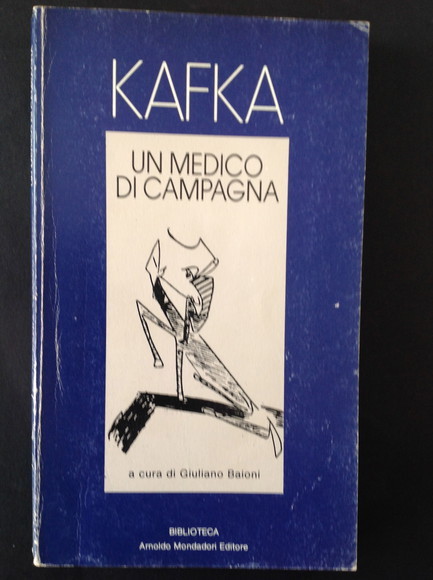 KAFKA
UN MEDICO
DI CAMPAGNA
a cura di Giuliano Baioni
BIBLIOTECA
Arnoldo Mondadori Editore